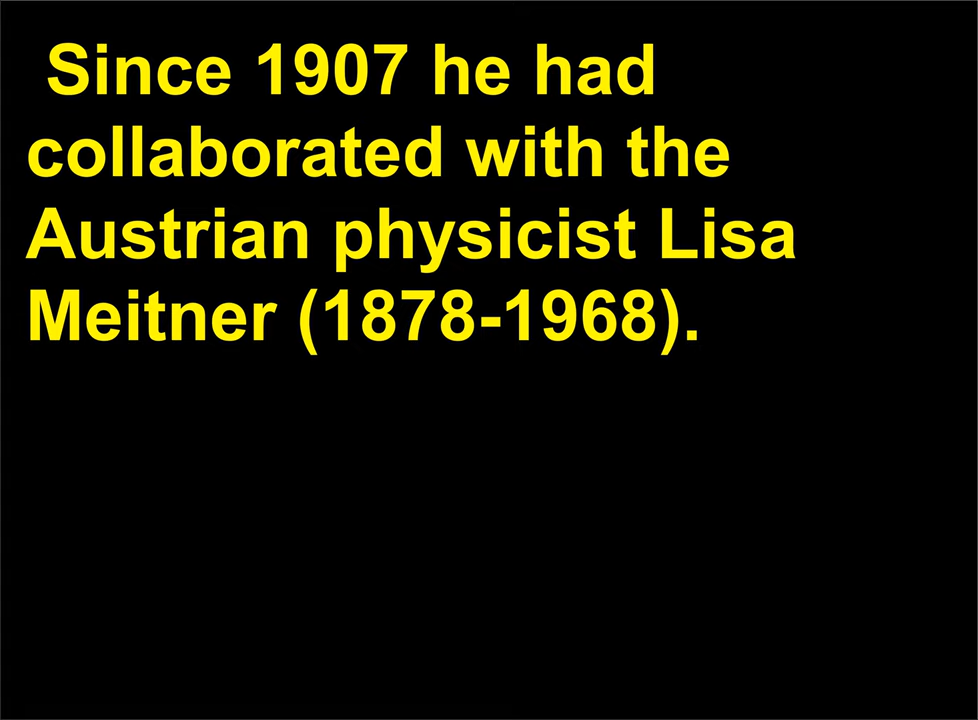 Since 1907 he had
collaborated with the
Austrian physicist Lisa
Meitner (1878-1968).